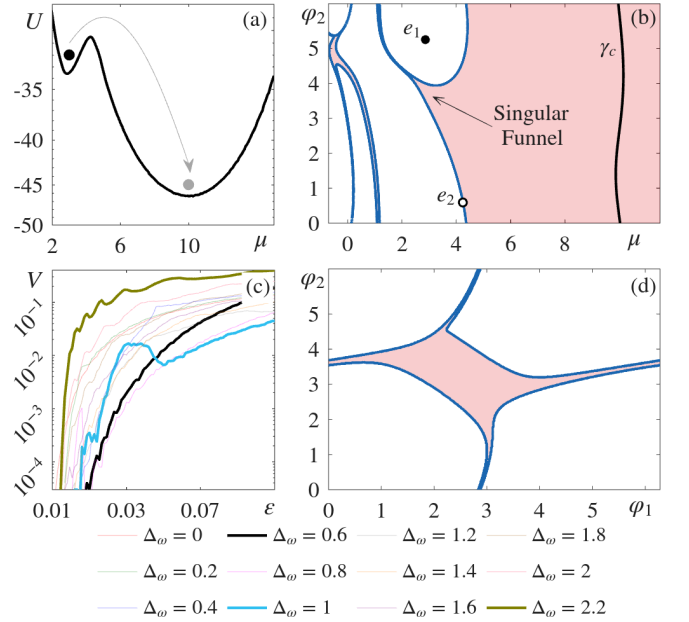 U
(a)
-35
-40
-45
-50
2
6
10
μ
φ2
(b)
6
5
4
3
2
1
0
e1
γc
Singular
Funnel
e2
0
2
4
6
8
μ
V
(c)
10⁻¹
10⁻²
10⁻³
10⁻⁴
0.01
0.03
0.07
ε
φ2
(d)
6
5
4
3
2
1
0
0
1
2
3
4
5
φ1
Δω = 0
Δω = 0.6
Δω = 1.2
Δω = 1.8
Δω = 0.2
Δω = 0.8
Δω = 1.4
Δω = 2
Δω = 0.4
Δω = 1
Δω = 1.6
Δω = 2.2